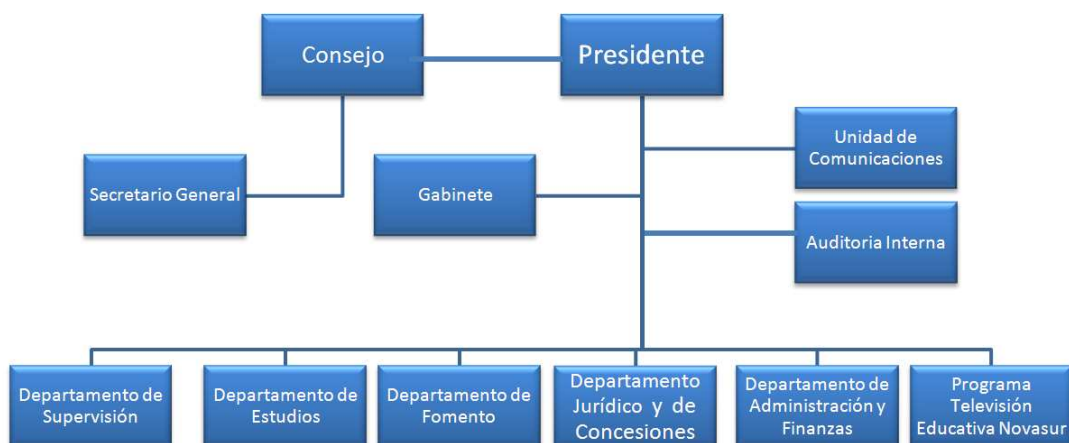 Consejo
Presidente
Unidad de
Comunicaciones
Secretario General
Gabinete
Auditoria Interna
Departamento de
Supervisión
Departamento de
Estudios
Departamento de
Fomento
Departamento
Jurídico y de
Concesiones
Departamento de
Administración y
Finanzas
Programa
Televisión
Educativa Novasur